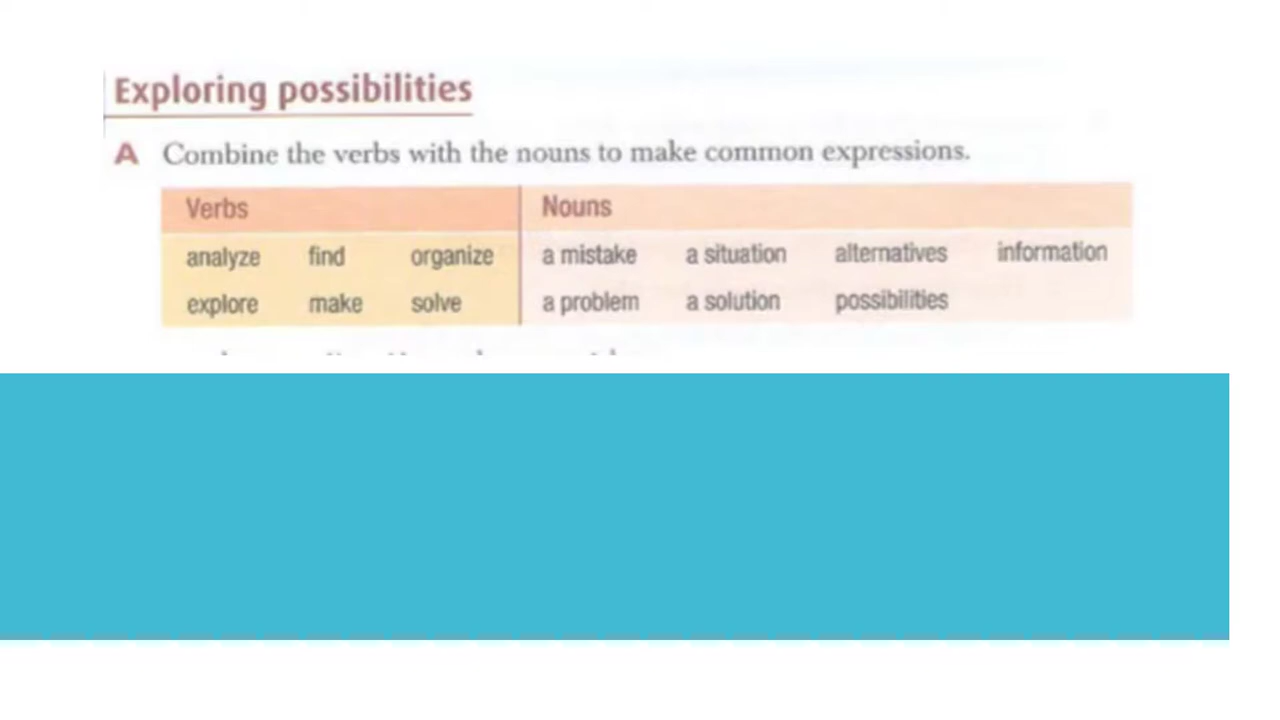 Exploring possibilities
A Combine the verbs with the nouns to make common expressions.
Verbs Nouns
analyze find organize a mistake a situation alternatives information
explore make solve a problem a solution possibilities